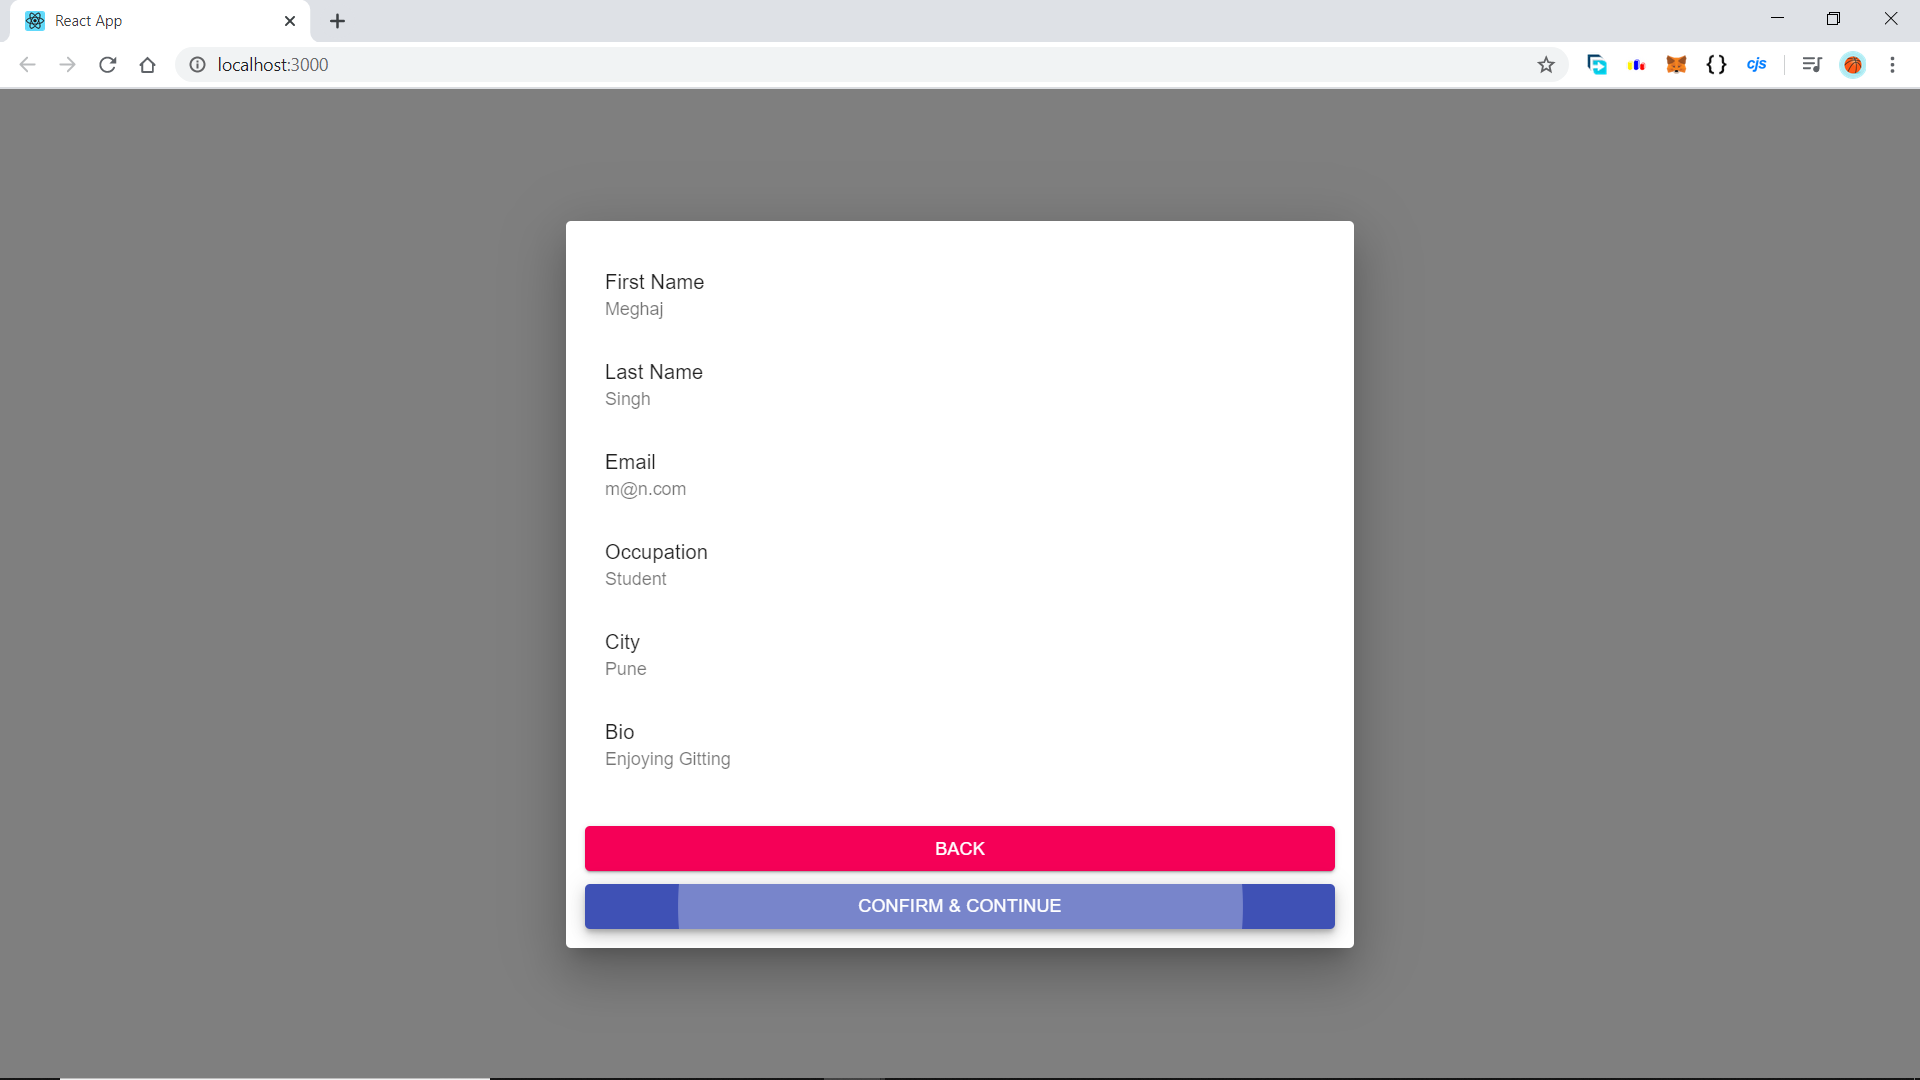 React App
localhost:3000
{ } cjs
First Name
Meghaj
Last Name
Singh
Email
m@n.com
Occupation
Student
City
Pune
Bio
Enjoying Gitting
BACK
CONFIRM & CONTINUE